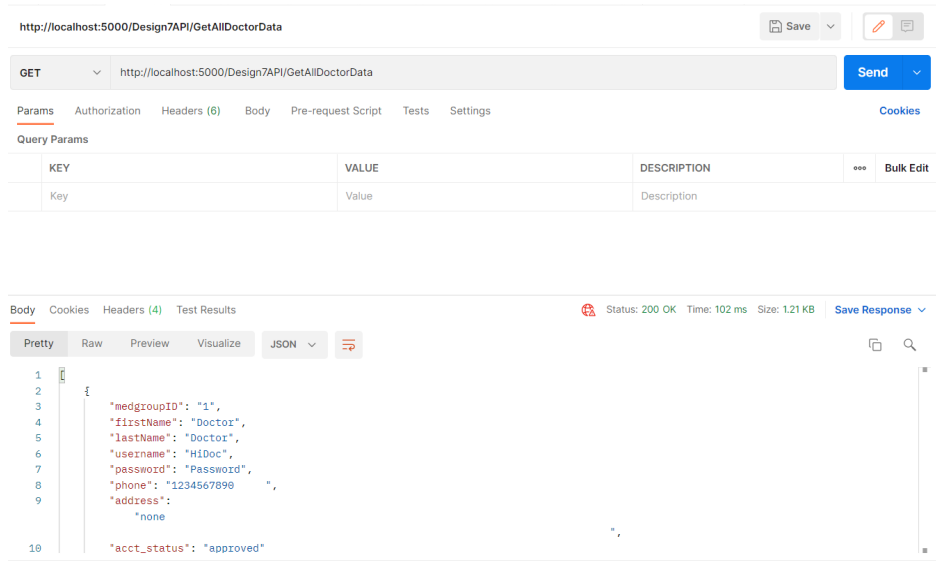 http://localhost:5000/Design7API/GetAllDoctorData
Save
GET
http://localhost:5000/Design7API/GetAllDoctorData
Send
Params Authorization Headers (6) Body Pre-request Script Tests Settings Cookies
Query Params
KEY VALUE DESCRIPTION ooo Bulk Edit
Key Value Description
Body Cookies Headers (4) Test Results Status: 200 OK Time: 102 ms Size: 1.21 KB Save Response
Pretty Raw Preview Visualize JSON
1 [
2 {
3 "medgroupID": "1",
4 "firstName": "Doctor",
5 "lastName": "Doctor",
6 "username": "HiDoc",
7 "password": "Password",
8 "phone": "1234567890     ",
9 "address":
"none
",
10 "acct_status": "approved"